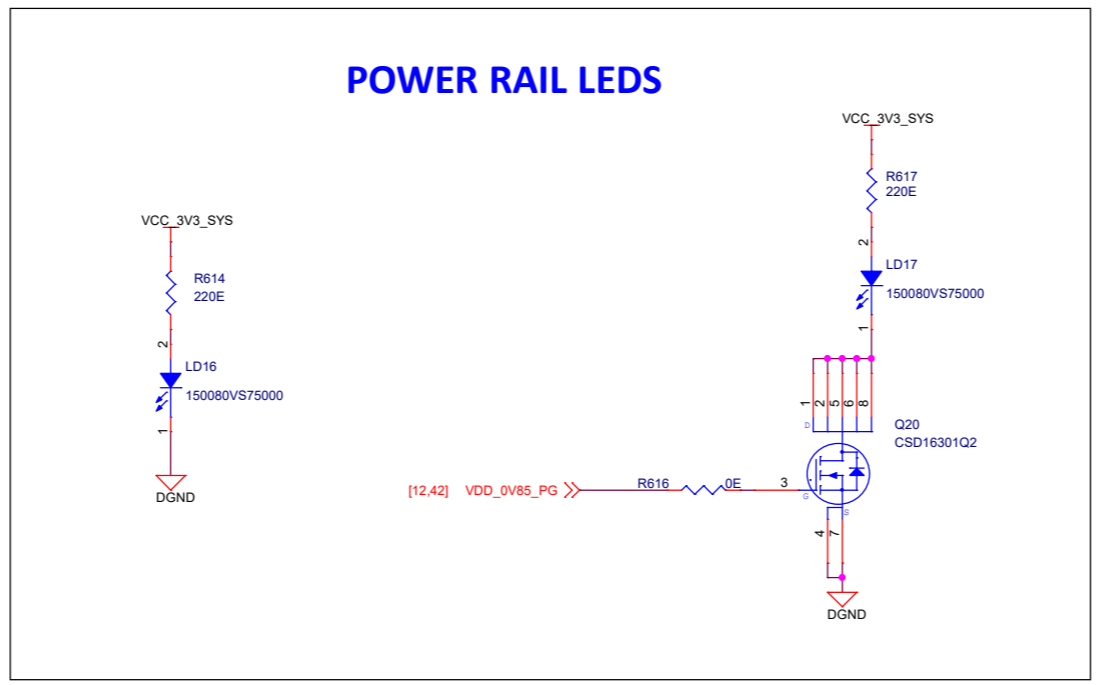 POWER RAIL LEDS
VCC_3V3_SYS
R617
220E
2
LD17
150080VS75000
1
1
2
5
6
8
D
Q20
CSD16301Q2
VCC_3V3_SYS
R614
220E
2
LD16
150080VS75000
1
DGND
[12,42] VDD_0V85_PG
R616
0E
3
G
S
4
7
DGND